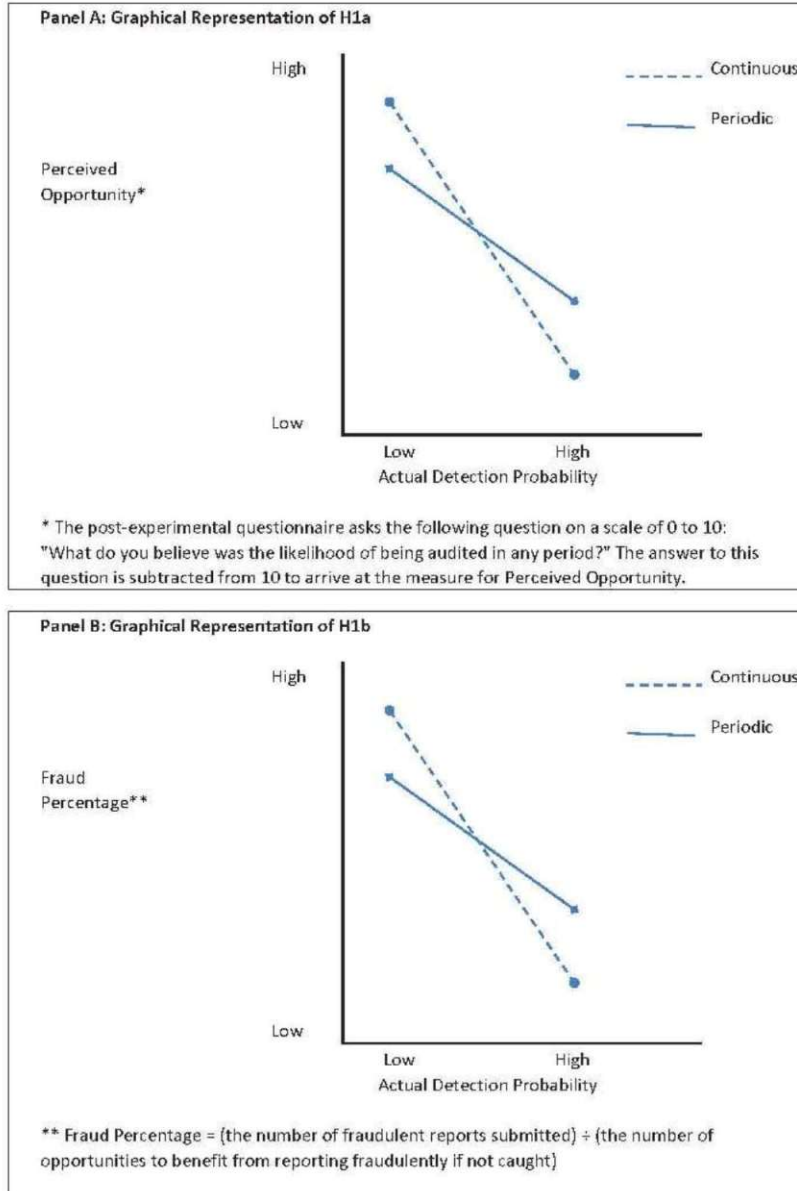 Panel A: Graphical Representation of H1a
High
Continuous
Periodic
Perceived
Opportunity*
Low
Low High
Actual Detection Probability
* The post-experimental questionnaire asks the following question on a scale of 0 to 10:
"What do you believe was the likelihood of being audited in any period?" The answer to this
question is subtracted from 10 to arrive at the measure for Perceived Opportunity.
Panel B: Graphical Representation of H1b
High
Continuous
Periodic
Fraud
Percentage**
Low
Low High
Actual Detection Probability
** Fraud Percentage = (the number of fraudulent reports submitted) ÷ (the number of
opportunities to benefit from reporting fraudulently if not caught)